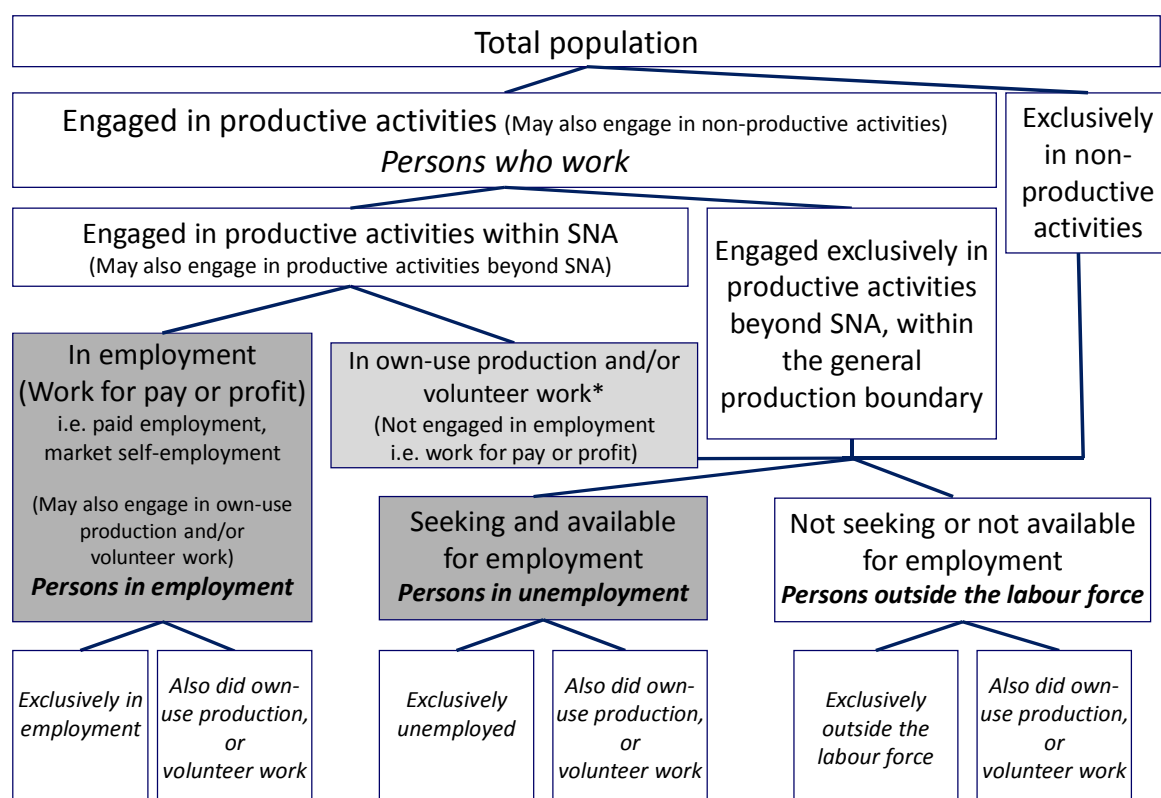 Total population
Engaged in productive activities (May also engage in non-productive activities)
Persons who work
Exclusively
in non-
productive
activities
Engaged in productive activities within SNA
(May also engage in productive activities beyond SNA)
Engaged exclusively in
productive activities
beyond SNA, within
the general
production boundary
In employment
(Work for pay or profit)
i.e. paid employment,
market self-employment
(May also engage in own-use
production and/or
volunteer work)
Persons in employment
In own-use production and/or
volunteer work*
(Not engaged in employment
i.e. work for pay or profit)
Seeking and available
for employment
Persons in unemployment
Not seeking or not available
for employment
Persons outside the labour force
Exclusively in
employment
Also did own-
use production,
or
volunteer work
Exclusively
unemployed
Also did own-
use production,
or
volunteer work
Exclusively
outside the
labour force
Also did own-
use production,
or
volunteer work